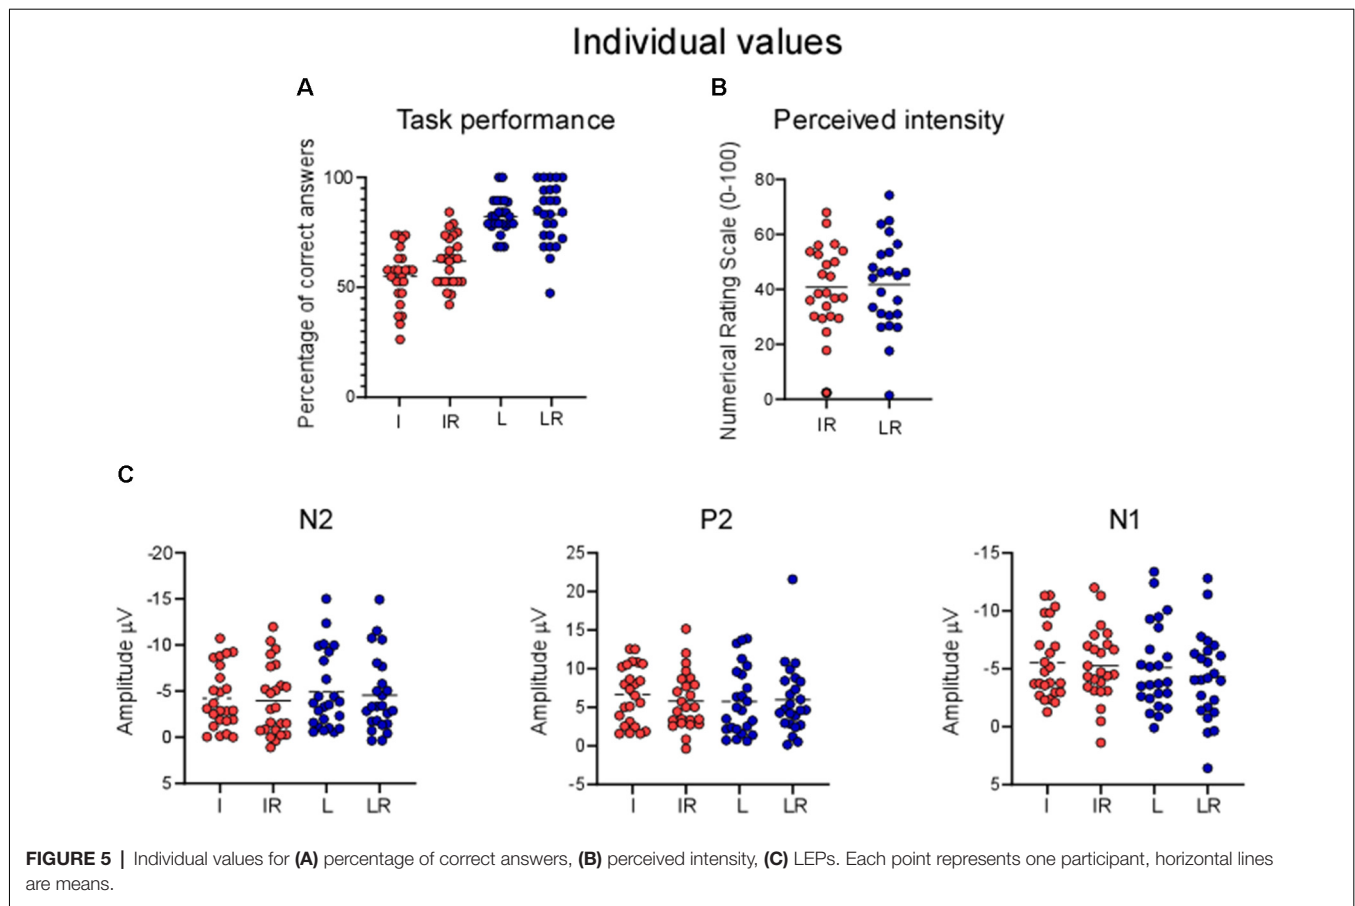 Individual values
A
Task performance
Percentage of correct answers
100
50
0
I
IR
L
LR
B
Perceived intensity
Numerical Rating Scale (0-100)
80
60
40
20
0
IR
LR
C
N2
Amplitude μV
-20
-15
-10
-5
0
5
I
IR
L
LR
P2
Amplitude μV
25
20
15
10
5
0
-5
I
IR
L
LR
N1
Amplitude μV
-15
-10
-5
0
5
I
IR
L
LR
FIGURE 5 | Individual values for (A) percentage of correct answers, (B) perceived intensity, (C) LEPs. Each point represents one participant, horizontal lines
are means.